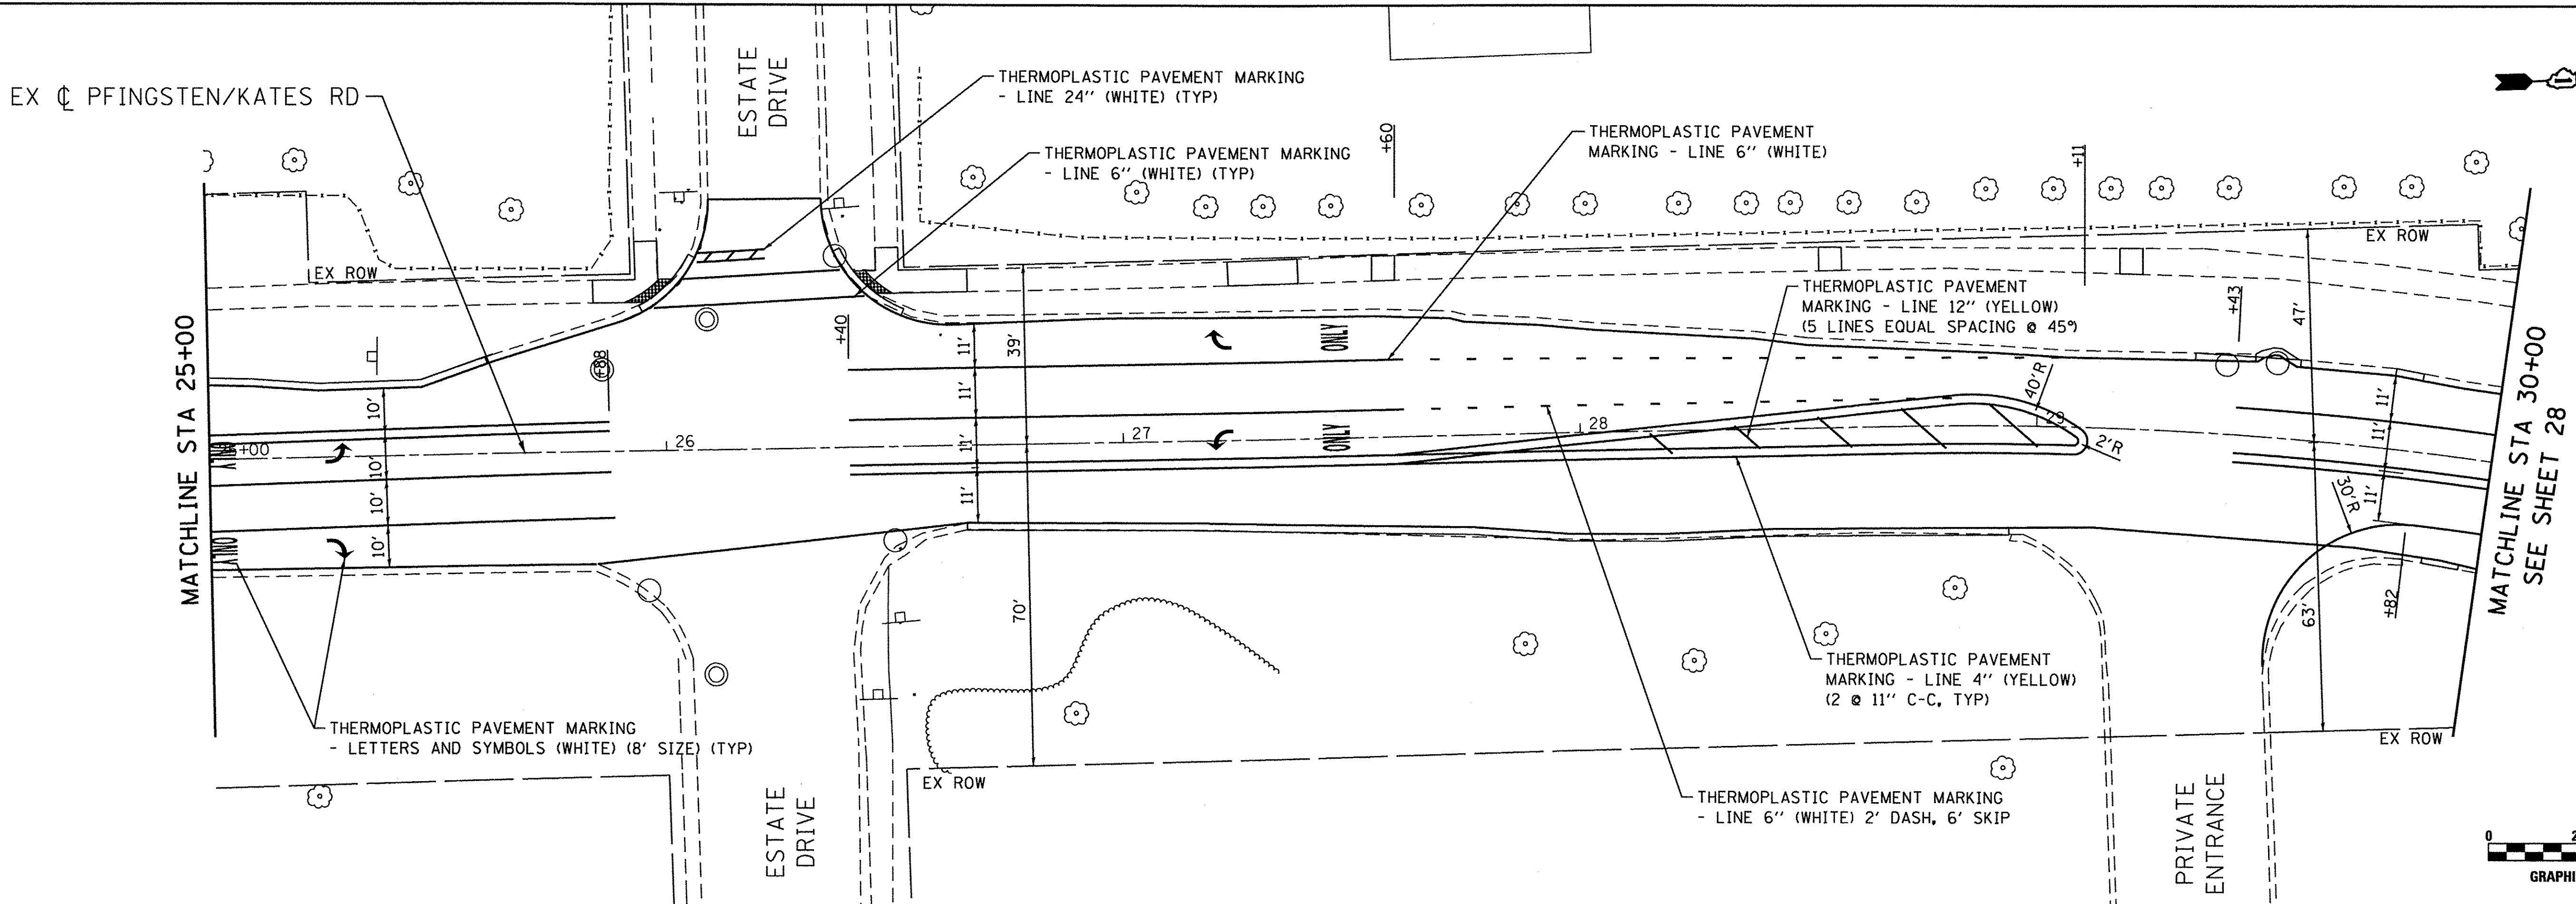 EX ℄ PFINGSTEN/KATES RD
ESTATE
DRIVE
THERMOPLASTIC PAVEMENT MARKING
- LINE 24'' (WHITE) (TYP)
THERMOPLASTIC PAVEMENT MARKING
- LINE 6'' (WHITE) (TYP)
+60
THERMOPLASTIC PAVEMENT
MARKING - LINE 6'' (WHITE)
+11
EX ROW
EX ROW
THERMOPLASTIC PAVEMENT
MARKING - LINE 12'' (YELLOW)
(5 LINES EQUAL SPACING @ 45°)
+43
47'
MATCHLINE STA 25+00
+88
+40
11'
39'
ONLY
40'R
10'
11'
11'
11'
ONLY
26
27
ONLY
28
29
2'R
10'
11'
11'
10'
11'
30'R
11'
ONLY
10'
MATCHLINE STA 30+00
SEE SHEET 28
70'
63'
+82
THERMOPLASTIC PAVEMENT
MARKING - LINE 4'' (YELLOW)
(2 @ 11'' C-C, TYP)
THERMOPLASTIC PAVEMENT MARKING
- LETTERS AND SYMBOLS (WHITE) (8' SIZE) (TYP)
EX ROW
EX ROW
THERMOPLASTIC PAVEMENT MARKING
- LINE 6'' (WHITE) 2' DASH, 6' SKIP
ESTATE
DRIVE
PRIVATE
ENTRANCE
0
2
GRAPHI